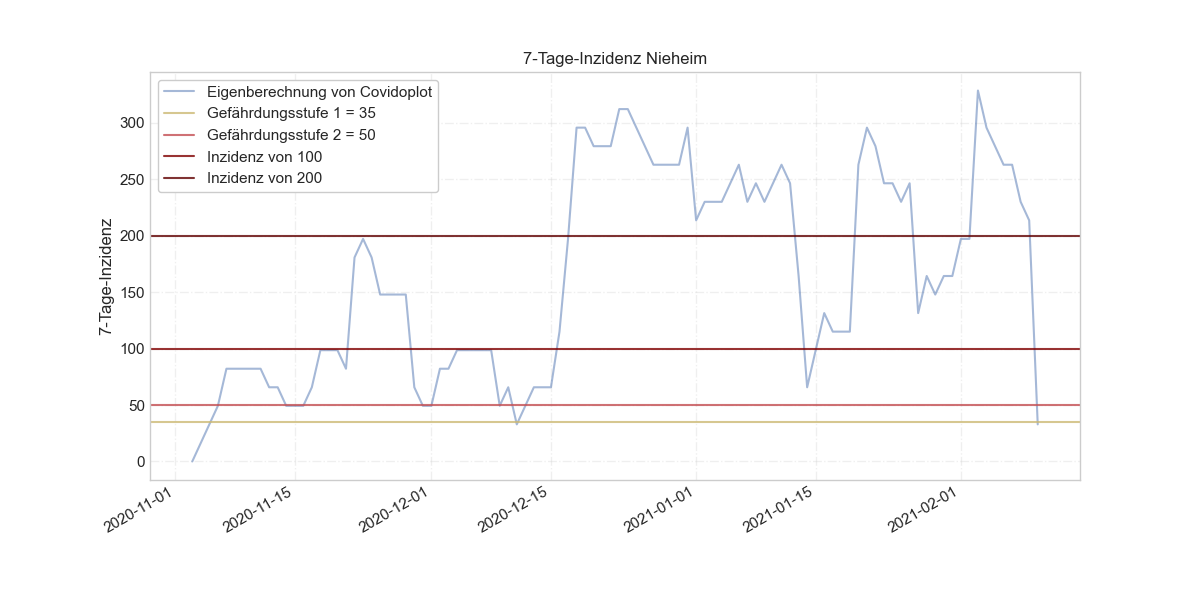 7-Tage-Inzidenz Nieheim
Eigenberechnung von Covidoplot
Gefährdungsstufe 1 = 35
Gefährdungsstufe 2 = 50
Inzidenz von 100
Inzidenz von 200
7-Tage-Inzidenz
300
250
200
150
100
50
0
2020-11-01
2020-11-15
2020-12-01
2020-12-15
2021-01-01
2021-01-15
2021-02-01